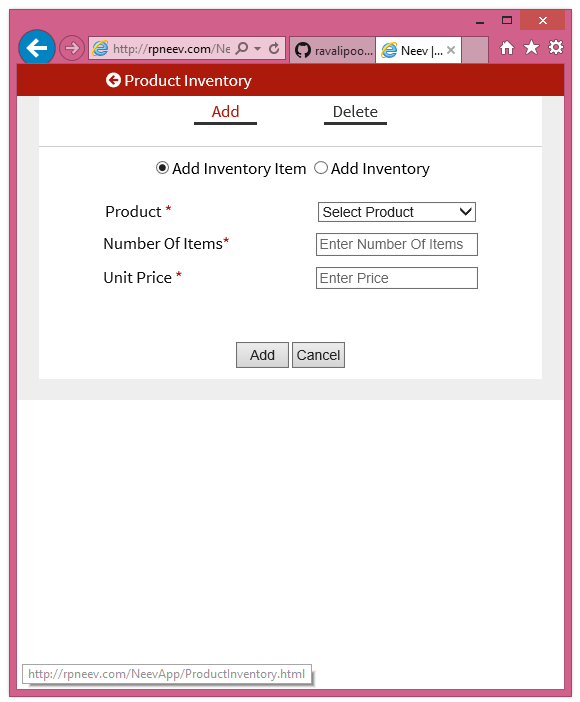 http://rpneev.com/Ne
ravalipoo...
Neev |...
Product Inventory
Add
Delete
Add Inventory Item
Add Inventory
Product *
Select Product
Number Of Items*
Enter Number Of Items
Unit Price *
Enter Price
Add
Cancel
http://rpneev.com/NeevApp/ProductInventory.html